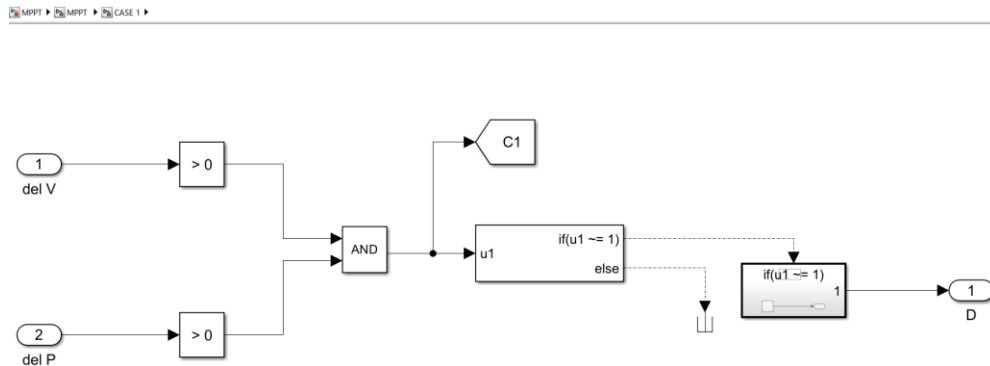 MPPT ▶ MPPT ▶ CASE 1 ▶
C1
1
> 0
del V
AND
u1
if(u1 ~= 1)
else
if(u1 ~= 1)
1
1
D
2
> 0
del P